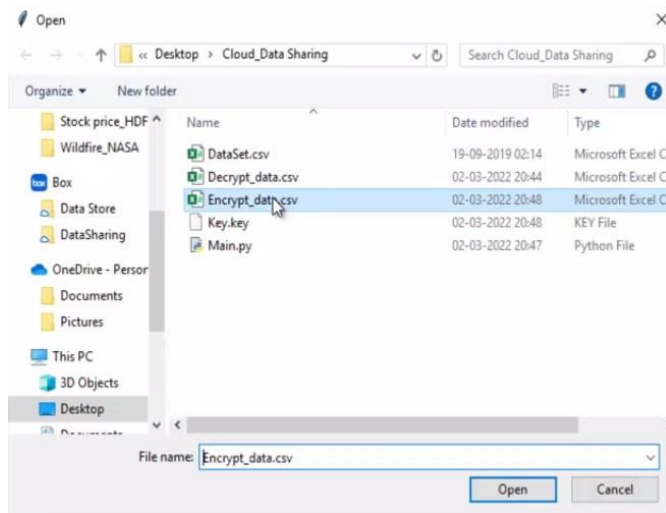 Open
« Desktop > Cloud_Data Sharing
Search Cloud_Data Sharing
Organize New folder
Stock price_HDF
Wildfire_NASA
box Box
Data Store
DataSharing
OneDrive - Person
Documents
Pictures
This PC
3D Objects
Desktop
Documents
Name Date modified Type
DataSet.csv 19-09-2019 02:14 Microsoft Excel C
Decrypt_data.csv 02-03-2022 20:44 Microsoft Excel C
Encrypt_data.csv 02-03-2022 20:48 Microsoft Excel C
Key.key 02-03-2022 20:48 KEY File
Main.py 02-03-2022 20:47 Python File
File name: Encrypt_data.csv
Open Cancel